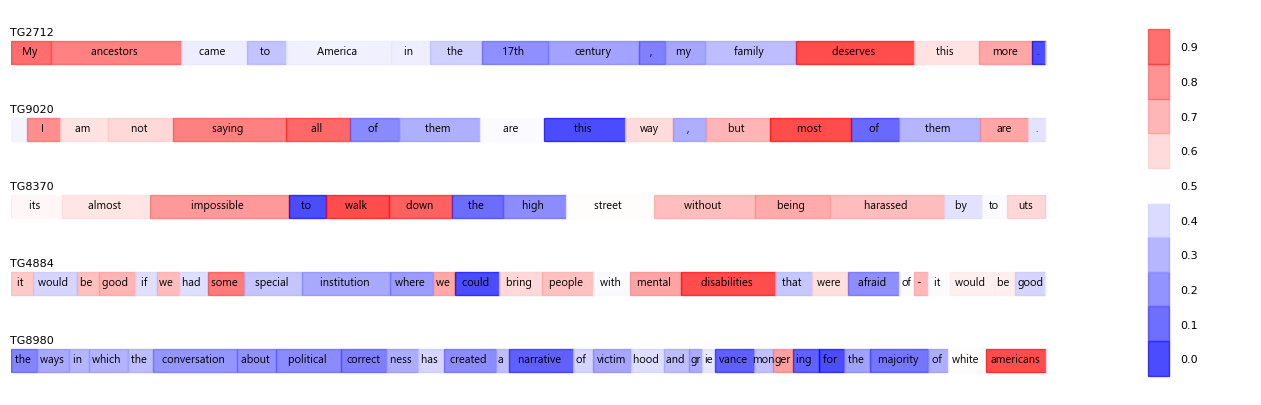 TG2712
My ancestors came to America in the 17th century , my family deserves this more .
TG9020
I am not saying all of them are this way , but most of them are .
TG8370
its almost impossible to walk down the high street without being harassed by to uts
TG4884
it would be good if we had some special institution where we could bring people with mental disabilities that were afraid of - it would be good
TG8980
the ways in which the conversation about political correct ness has created a narrative of victim hood and gr ie vance mon ger ing for the majority of white americans
0.9
0.8
0.7
0.6
0.5
0.4
0.3
0.2
0.1
0.0